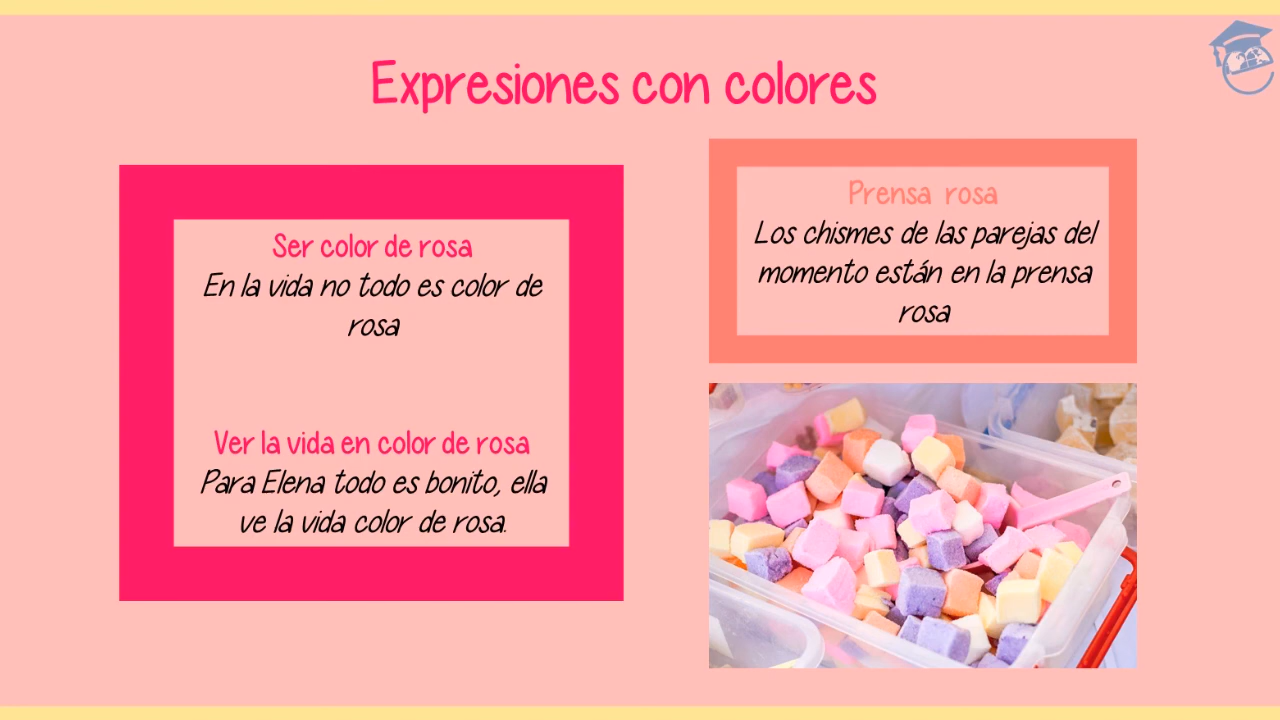 Expresiones con colores
Ser color de rosa
En la vida no todo es color de
rosa
Ver la vida en color de rosa
Para Elena todo es bonito, ella
ve la vida color de rosa.
Prensa rosa
Los chismes de las parejas del
momento están en la prensa
rosa